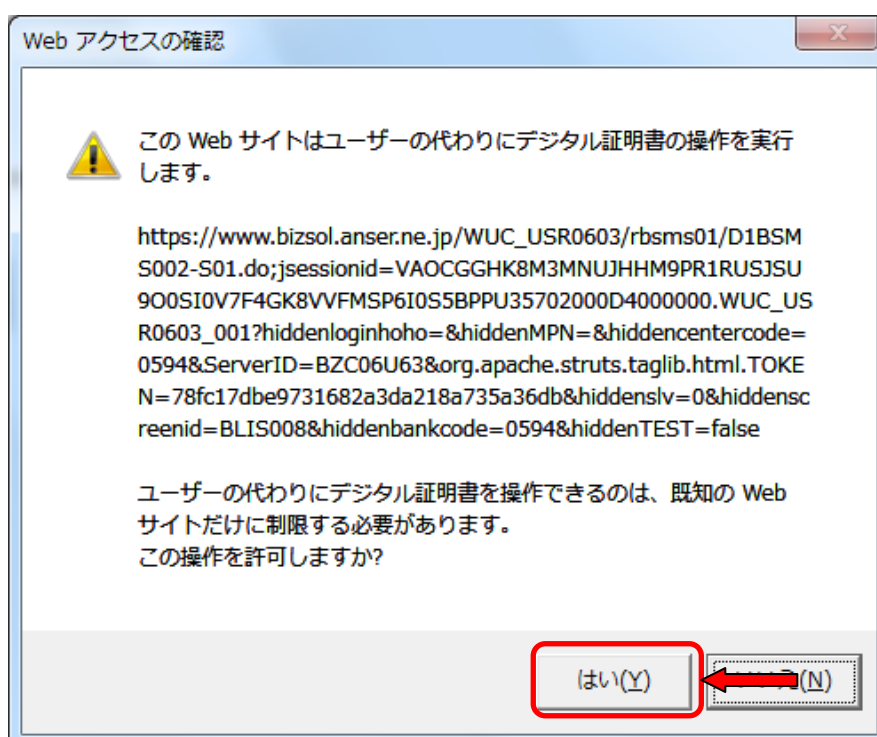 Web アクセスの確認
この Web サイトはユーザーの代わりにデジタル証明書の操作を実行
します。
https://www.bizsol.anser.ne.jp/WUC_USR0603/rbsms01/D1BSM
S002-S01.do;jsessionid=VAOCGGHK8M3MNUJHHM9PR1RUSJSU
9O0SI0V7F4GK8VVFMSP6I0S5BPPU35702000D4000000.WUC_US
R0603_001?hiddenloginhoho=&hiddenMPN=&hiddencentercode=
0594&ServerID=BZC06U63&org.apache.struts.taglib.html.TOKE
N=78fc17dbe9731682a3da218a735a36db&hiddenslv=0&hiddensc
reenid=BLIS008&hiddenbankcode=0594&hiddenTEST=false
ユーザーの代わりにデジタル証明書を操作できるのは、既知の Web
サイトだけに制限する必要があります。
この操作を許可しますか?
はい(Y)
(N)